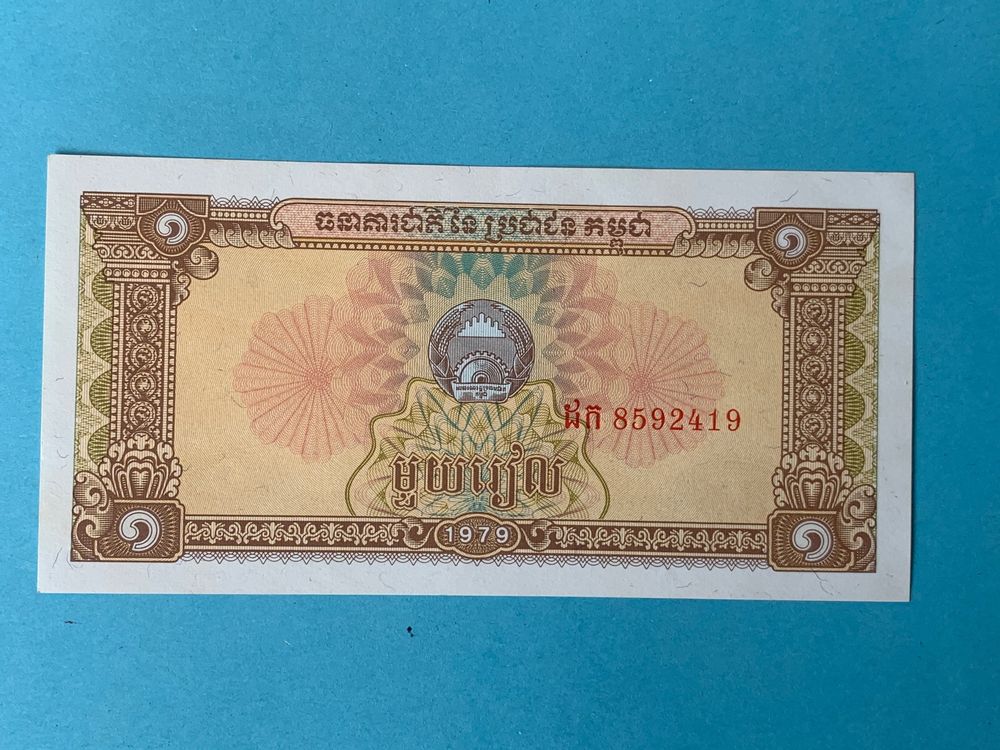 ១ ធនាគារជាតិ នៃ ប្រជាជន កម្ពុជា ១
ដក 8592419
មួយរៀល
១ 1979 ១